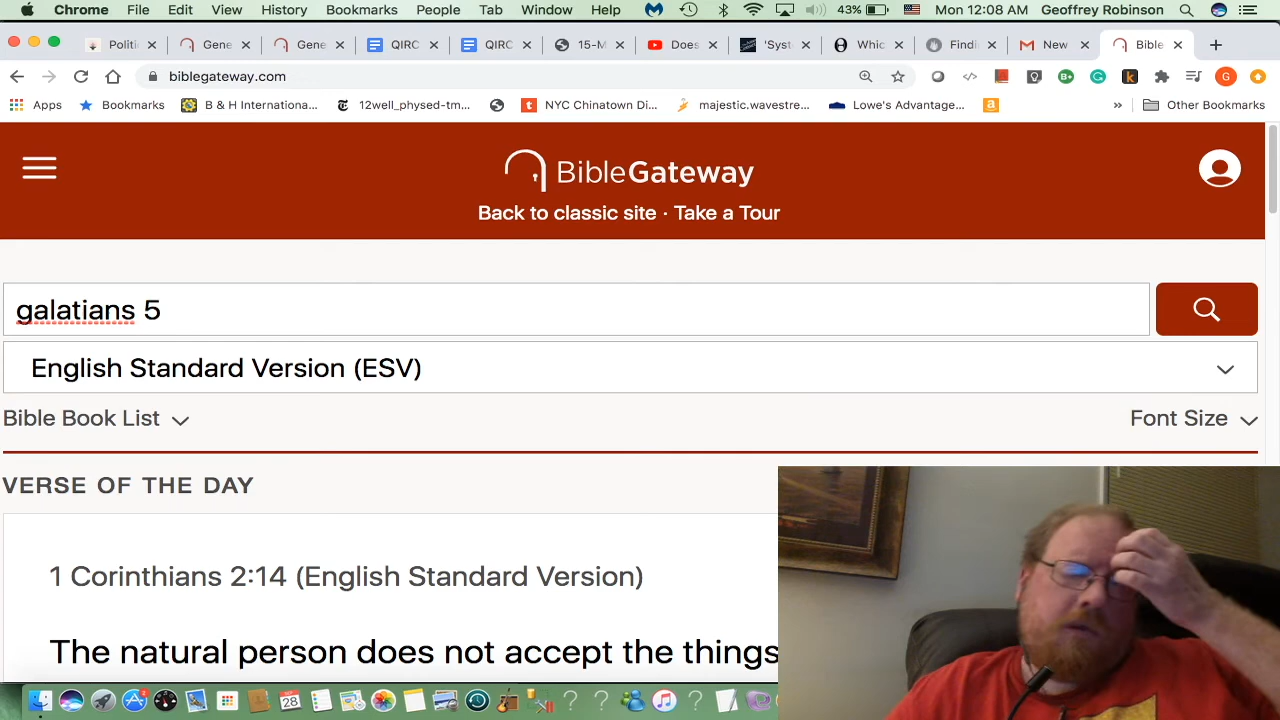 Chrome File Edit View History Bookmarks People Tab Window Help 43% Mon 12:08 AM Geoffrey Robinson
Politi Gene Gene QIRC QIRC 15-M Does 'Syst Whic Findi New Bible
biblegateway.com G
Apps Bookmarks B & H Internationa... 12well_physed-tm... NYC Chinatown Di... majestic.wavestre... Lowe's Advantage... Other Bookmarks
BibleGateway
Back to classic site · Take a Tour
galatians 5
English Standard Version (ESV)
Bible Book List Font Size
VERSE OF THE DAY
1 Corinthians 2:14 (English Standard Version)
The natural person does not accept the things
28